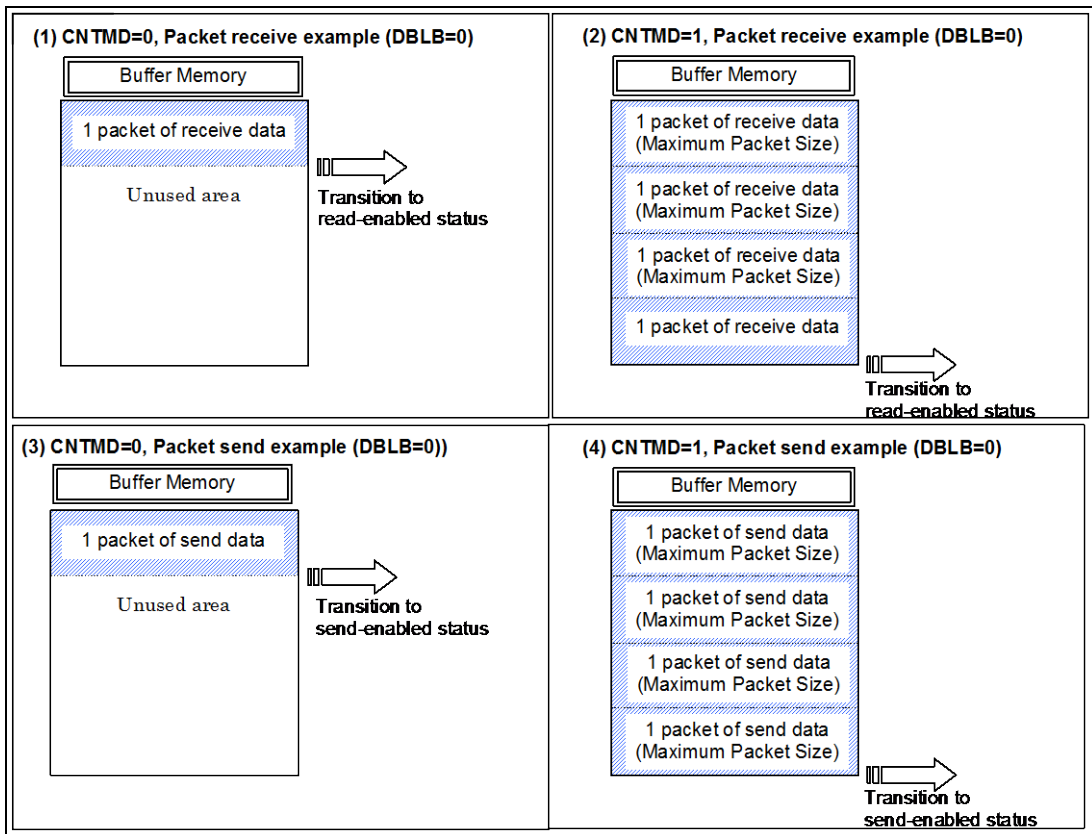 (1) CNTMD=0, Packet receive example (DBLB=0)
Buffer Memory
1 packet of receive data
Unused area
Transition to
read-enabled status
(2) CNTMD=1, Packet receive example (DBLB=0)
Buffer Memory
1 packet of receive data
(Maximum Packet Size)
1 packet of receive data
(Maximum Packet Size)
1 packet of receive data
(Maximum Packet Size)
1 packet of receive data
Transition to
read-enabled status
(3) CNTMD=0, Packet send example (DBLB=0))
Buffer Memory
1 packet of send data
Unused area
Transition to
send-enabled status
(4) CNTMD=1, Packet send example (DBLB=0)
Buffer Memory
1 packet of send data
(Maximum Packet Size)
1 packet of send data
(Maximum Packet Size)
1 packet of send data
(Maximum Packet Size)
1 packet of send data
(Maximum Packet Size)
Transition to
send-enabled status